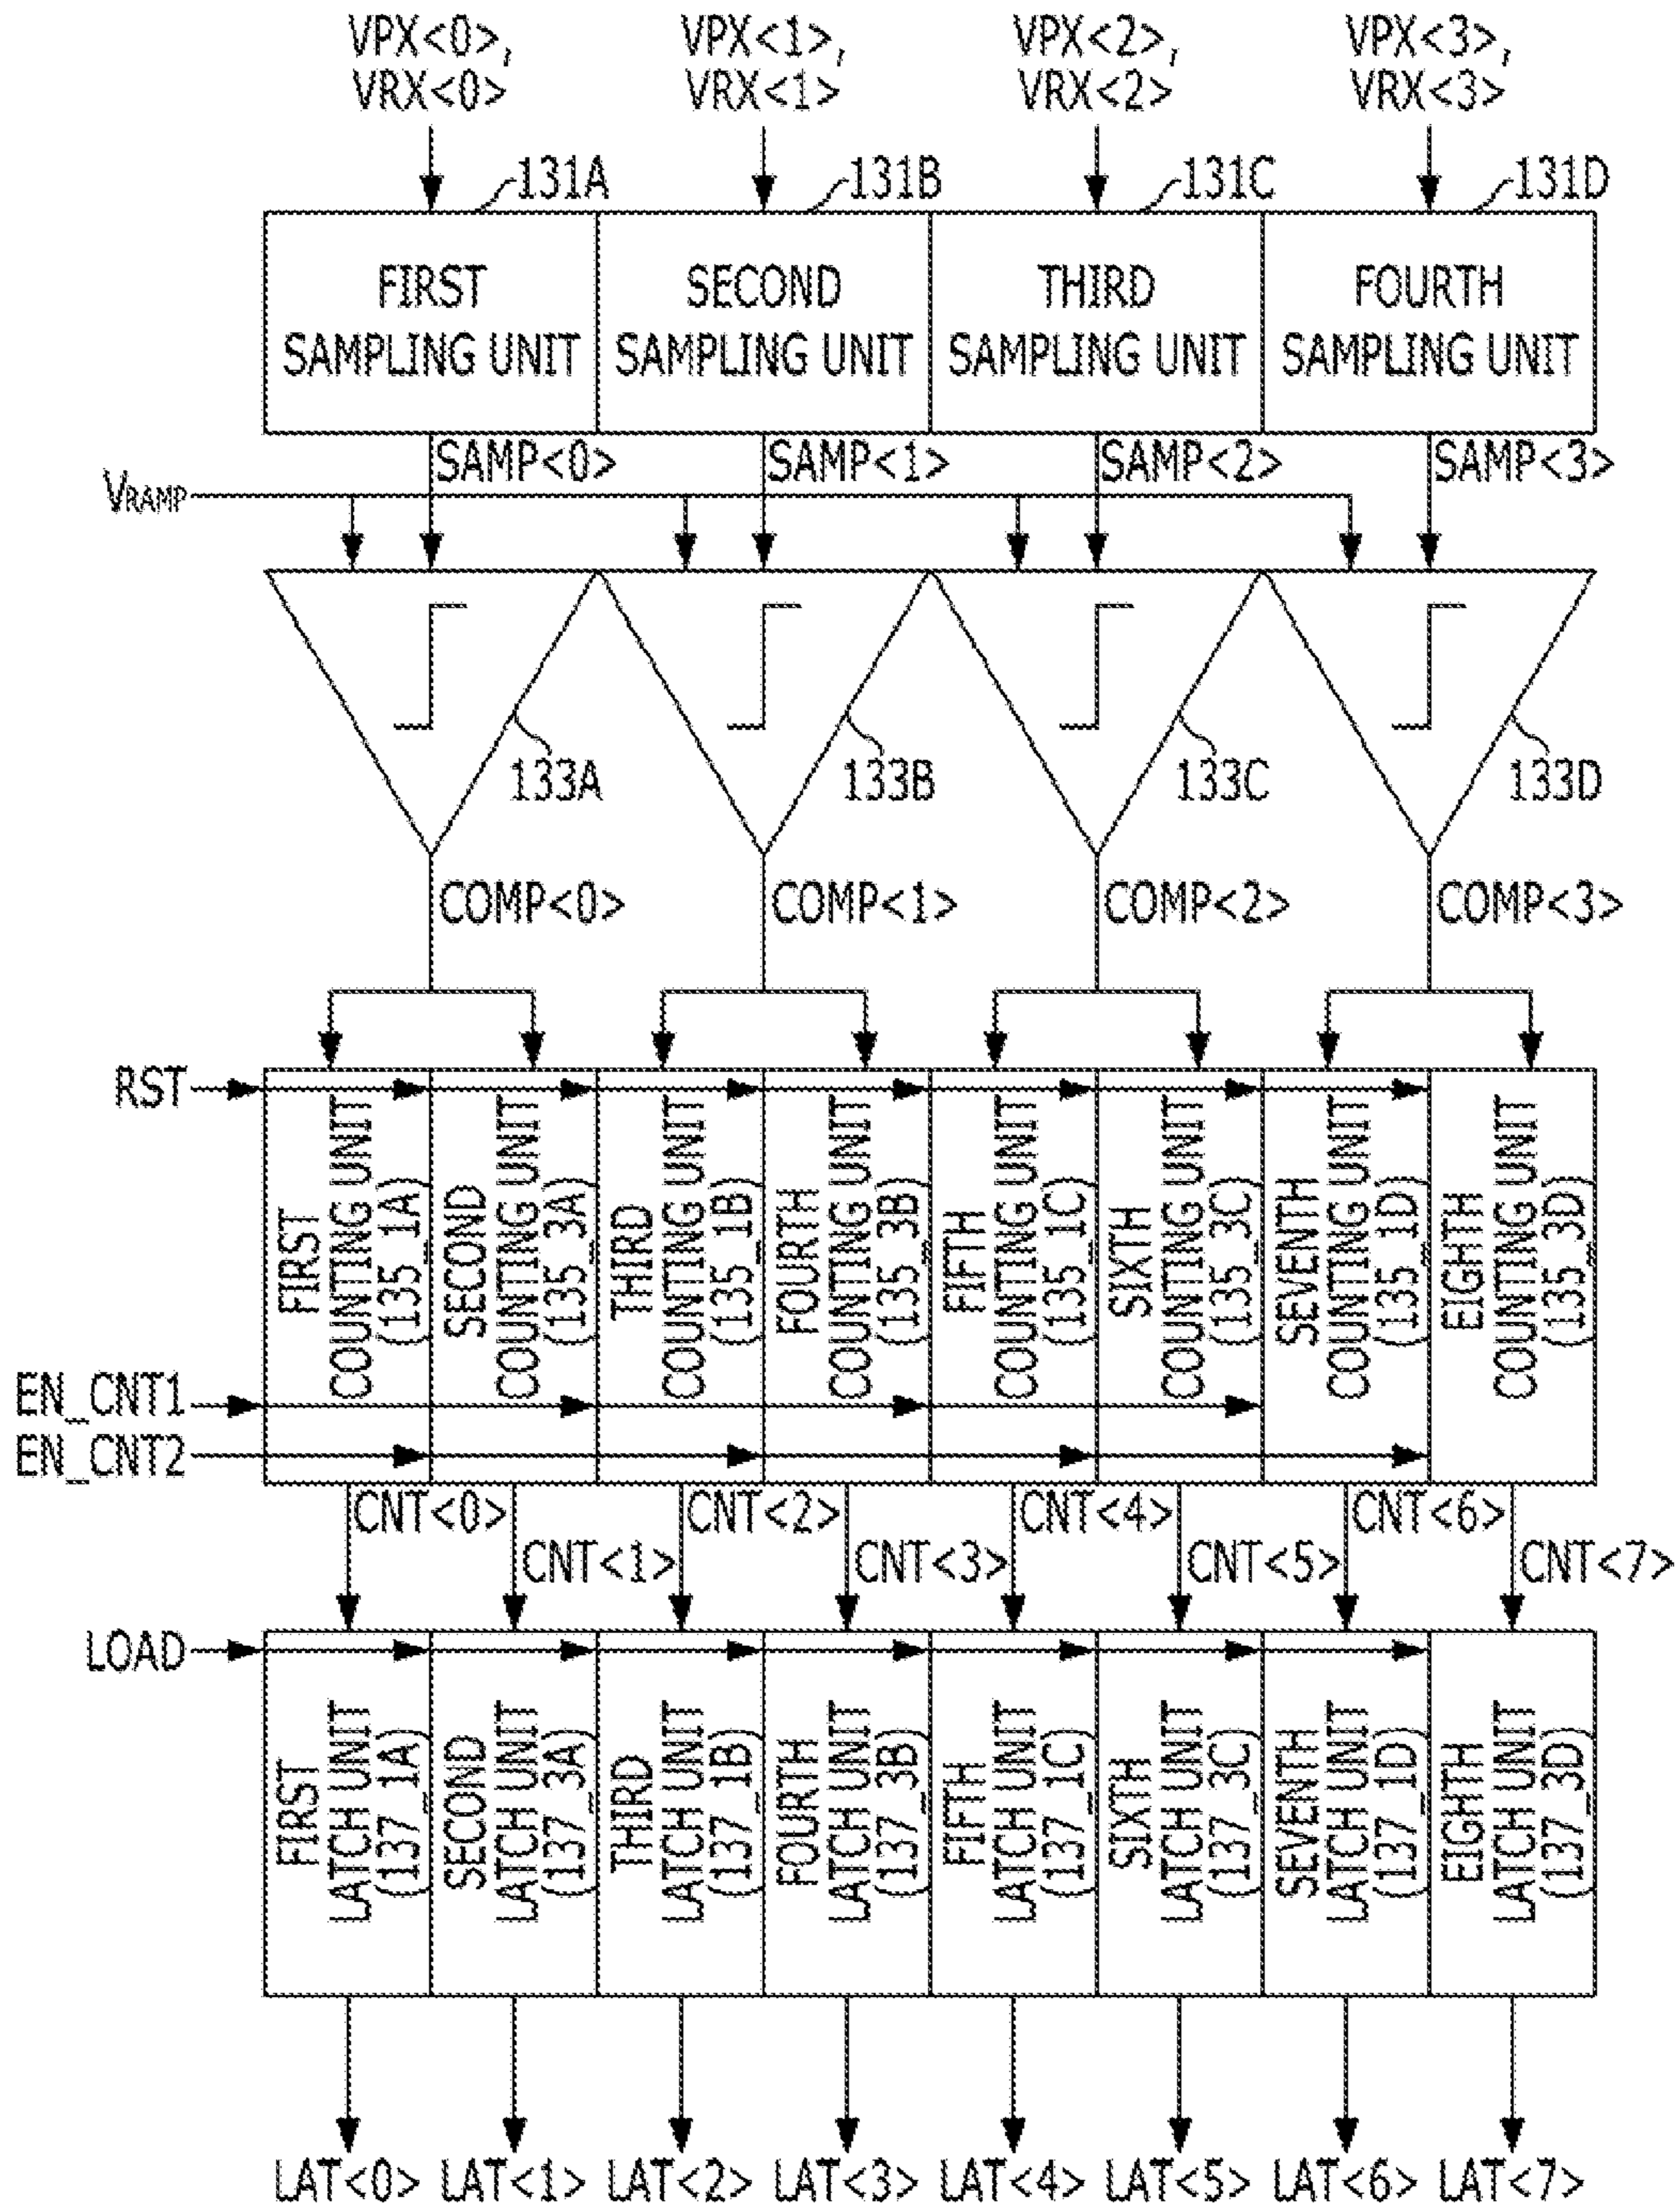 VPX<0>,
VRX<0>
VPX<1>,
VRX<1>
VPX<2>,
VRX<2>
VPX<3>,
VRX<3>
131A
131B
131C
131D
FIRST
SAMPLING UNIT
SECOND
SAMPLING UNIT
THIRD
SAMPLING UNIT
FOURTH
SAMPLING UNIT
SAMP<0>
SAMP<1>
SAMP<2>
SAMP<3>
VRAMP
133A
133B
133C
133D
COMP<0>
COMP<1>
COMP<2>
COMP<3>
RST
FIRST
COUNTING UNIT
(135_1A)
SECOND
COUNTING UNIT
(135_3A)
THIRD
COUNTING UNIT
(135_1B)
FOURTH
COUNTING UNIT
(135_3B)
FIFTH
COUNTING UNIT
(135_1C)
SIXTH
COUNTING UNIT
(135_3C)
SEVENTH
COUNTING UNIT
(135_1D)
EIGHTH
COUNTING UNIT
(135_3D)
EN_CNT1
EN_CNT2
CNT<0>
CNT<1>
CNT<2>
CNT<3>
CNT<4>
CNT<5>
CNT<6>
CNT<7>
LOAD
FIRST
LATCH UNIT
(137_1A)
SECOND
LATCH UNIT
(137_3A)
THIRD
LATCH UNIT
(137_1B)
FOURTH
LATCH UNIT
(137_3B)
FIFTH
LATCH UNIT
(137_1C)
SIXTH
LATCH UNIT
(137_3C)
SEVENTH
LATCH UNIT
(137_1D)
EIGHTH
LATCH UNIT
(137_3D)
LAT<0>
LAT<1>
LAT<2>
LAT<3>
LAT<4>
LAT<5>
LAT<6>
LAT<7>